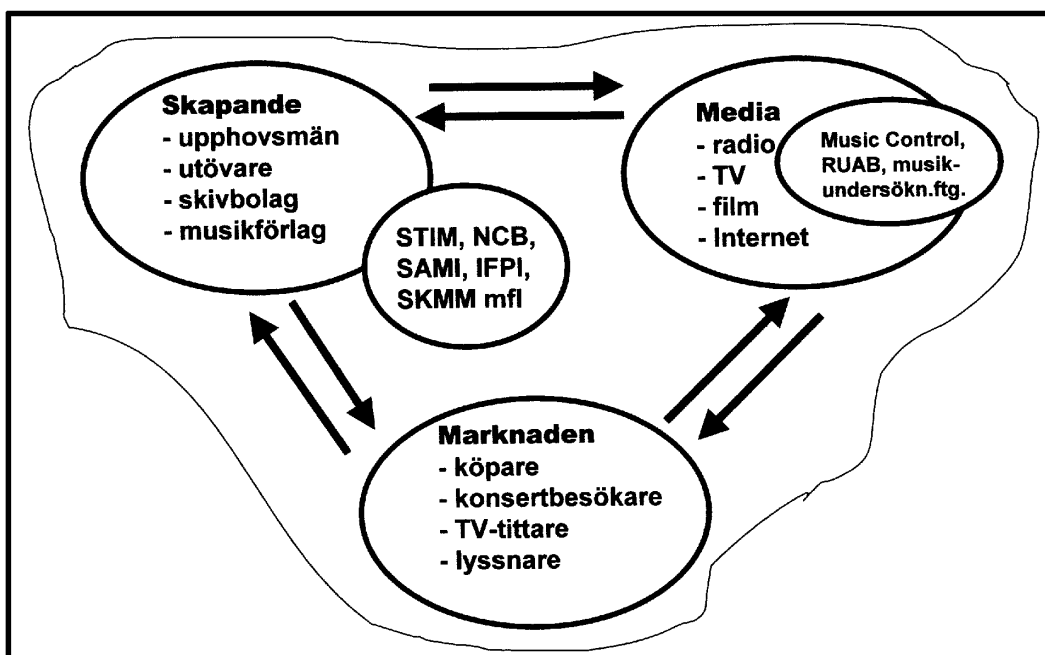 Skapande
- upphovsmän
- utövare
- skivbolag
- musikförlag
STIM, NCB,
SAMI, IFPI,
SKMM mfl
Media
- radio
- TV
- film
- Internet
Music Control,
RUAB, musik-
undersökn.ftg.
Marknaden
- köpare
- konsertbesökare
- TV-tittare
- lyssnare